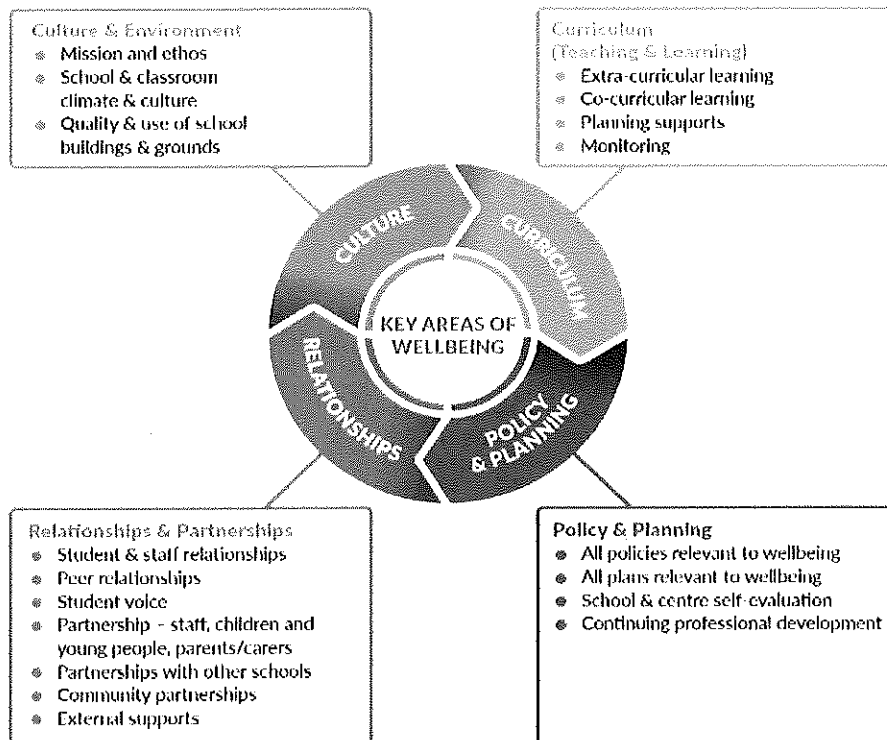 Culture & Environment
Mission and ethos
School & classroom
climate & culture
Quality & use of school
buildings & grounds
Curriculum
(Teaching & Learning)
Extra-curricular learning
Co-curricular learning
Planning supports
Monitoring
CULTURE
CURRICULUM
KEY AREAS OF
WELLBEING
RELATIONSHIPS
POLICY
& PLANNING
Relationships & Partnerships
Student & staff relationships
Peer relationships
Student voice
Partnership - staff, children and
young people, parents/carers
Partnerships with other schools
Community partnerships
External supports
Policy & Planning
All policies relevant to wellbeing
All plans relevant to wellbeing
School & centre self-evaluation
Continuing professional development